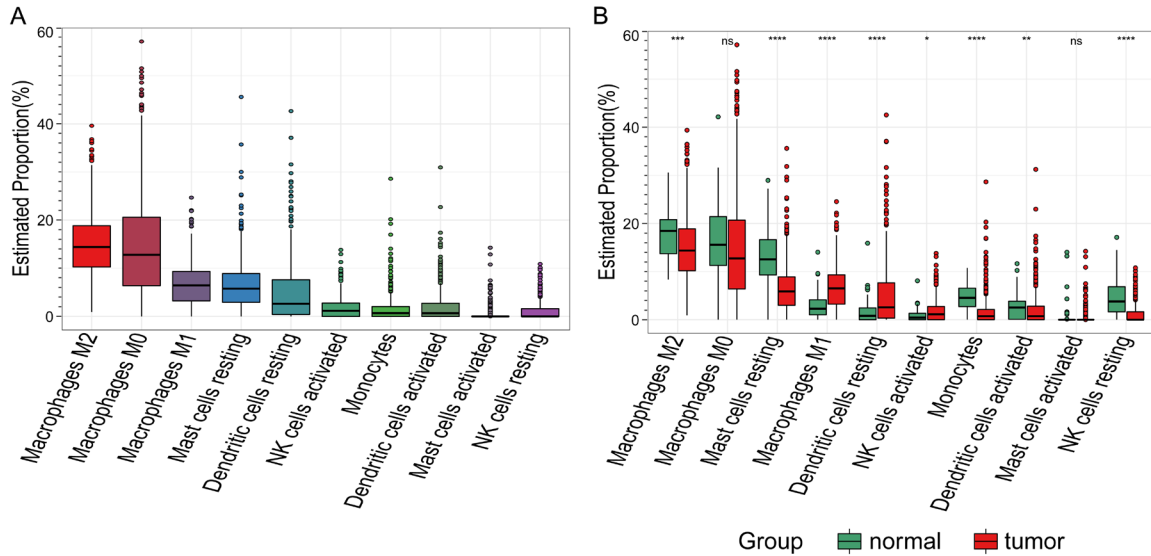 A
Estimated Proportion(%)
60
40
20
0
Macrophages M2
Macrophages M0
Macrophages M1
Mast cells resting
Dendritic cells resting
NK cells activated
Monocytes
Dendritic cells activated
Mast cells activated
NK cells resting
B
Estimated Proportion(%)
60
40
20
0
*** ns **** **** **** * **** ** ns ****
Macrophages M2
Macrophages M0
Mast cells resting
Macrophages M1
Dendritic cells resting
NK cells activated
Monocytes
Dendritic cells activated
Mast cells activated
NK cells resting
Group normal tumor